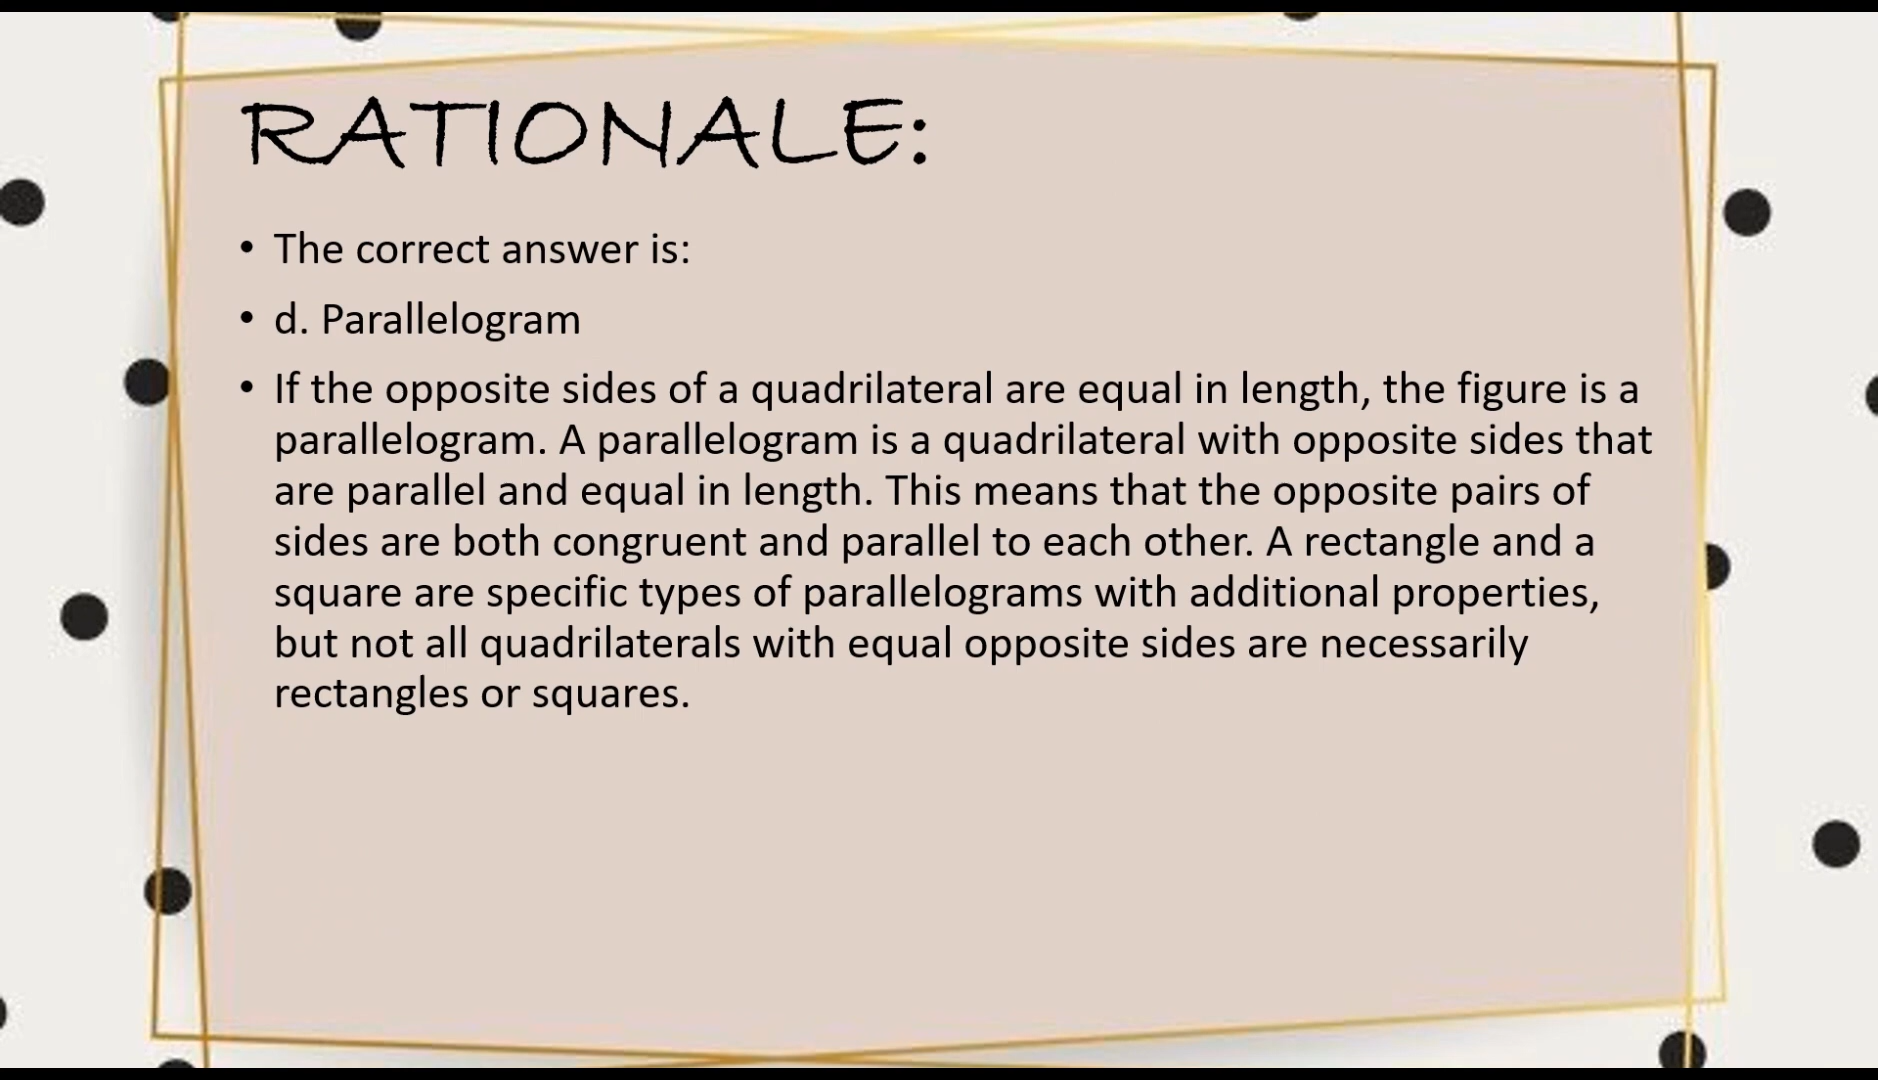 RATIONALE:
• The correct answer is:
• d. Parallelogram
• If the opposite sides of a quadrilateral are equal in length, the figure is a
parallelogram. A parallelogram is a quadrilateral with opposite sides that
are parallel and equal in length. This means that the opposite pairs of
sides are both congruent and parallel to each other. A rectangle and a
square are specific types of parallelograms with additional properties,
but not all quadrilaterals with equal opposite sides are necessarily
rectangles or squares.